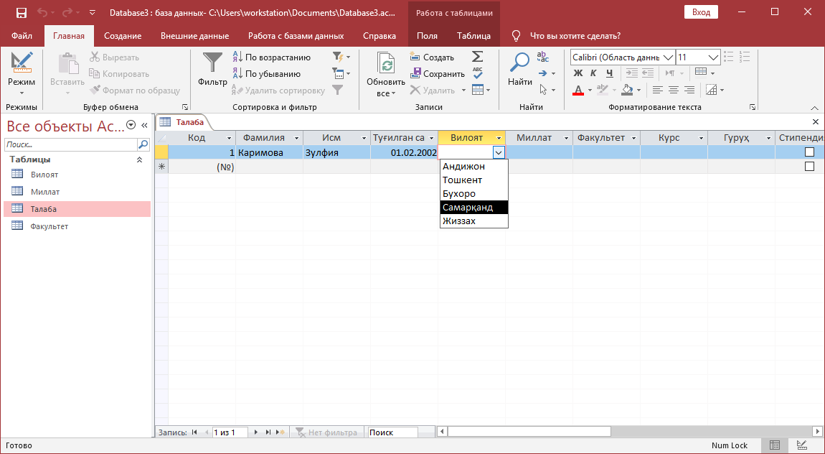 Database3 : база данных- C:\Users\workstation\Documents\Database3.ac...
Работа с таблицами
Вход
Файл Главная Создание Внешние данные Работа с базами данных Справка Поля Таблица Что вы хотите сделать?
Режим
Режимы
Вставить
Вырезать
Копировать
Формат по образцу
Буфер обмена
Фильтр
По возрастанию
По убыванию
Удалить сортировку
Сортировка и фильтр
Обновить
все
Создать
Сохранить
Удалить
Записи
Найти
Найти
Calibri (Область даннь 11
Ж К Ч
Форматирование текста
Все объекты Ac...
Поиск...
Таблицы
Вилоят
Миллат
Талаба
Факультет
Талаба
Код Фамилия Исм Туғилган са Вилоят Миллат Факультет Курс Гуруҳ Стипенди
1 Каримова Зулфия 01.02.2002
(№)
Андижон
Тошкент
Бухоро
Самарқанд
Жиззах
Запись: 1 из 1 Нет фильтра Поиск
Готово
Num Lock